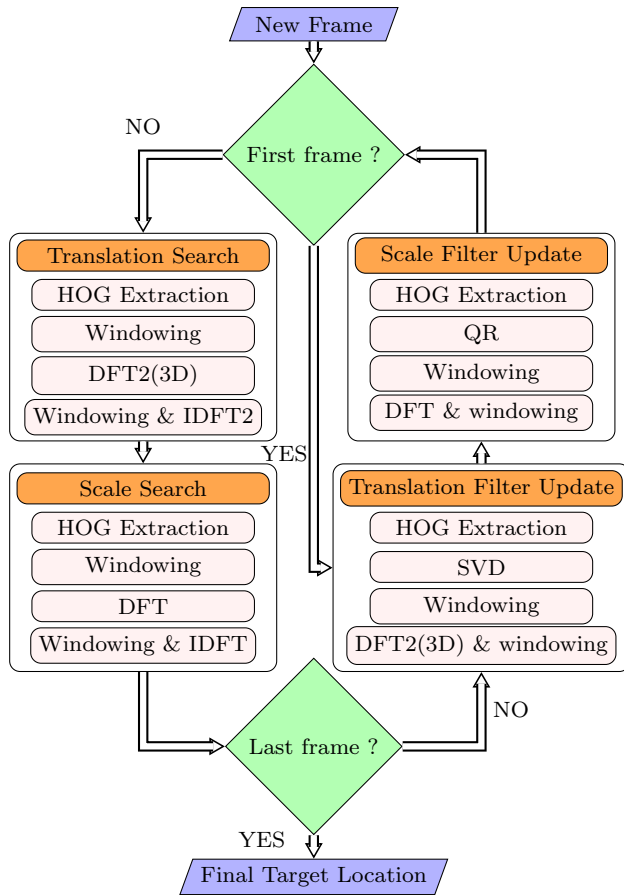 New Frame
First frame ?
NO
YES
Translation Search
HOG Extraction
Windowing
DFT2(3D)
Windowing & IDFT2
Scale Search
HOG Extraction
Windowing
DFT
Windowing & IDFT
Scale Filter Update
HOG Extraction
QR
Windowing
DFT & windowing
Translation Filter Update
HOG Extraction
SVD
Windowing
DFT2(3D) & windowing
Last frame ?
NO
YES
Final Target Location